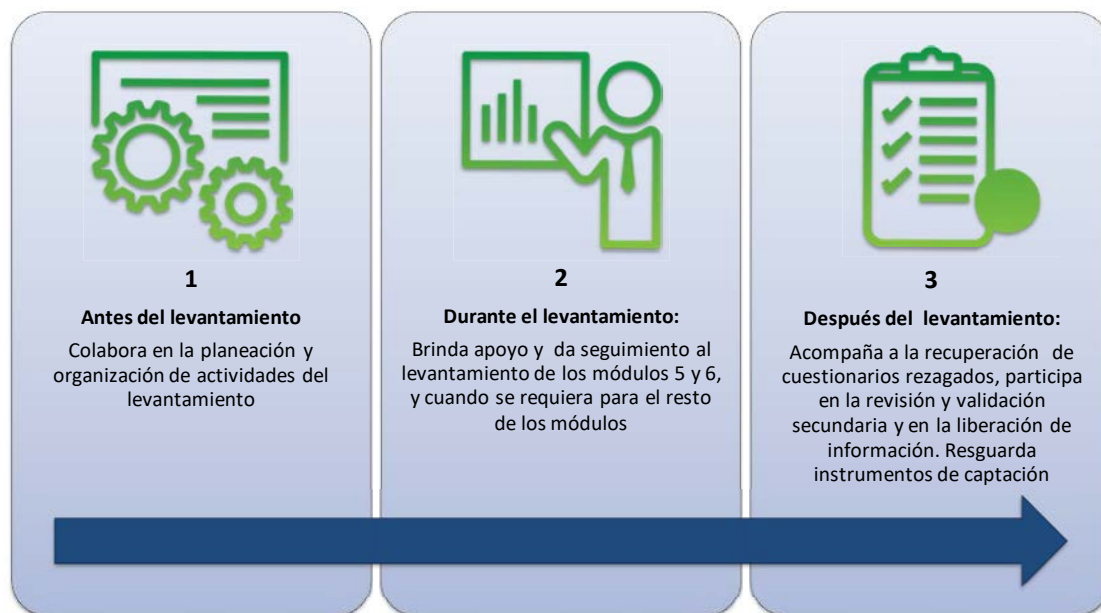 1
Antes del levantamiento
Colabora en la planeación y
organización de actividades del
levantamiento
2
Durante el levantamiento:
Brinda apoyo y da seguimiento al
levantamiento de los módulos 5 y 6,
y cuando se requiera para el resto
de los módulos
3
Después del levantamiento:
Acompaña a la recuperación de
cuestionarios rezagados, participa
en la revisión y validación
secundaria y en la liberación de
información. Resguarda
instrumentos de captación